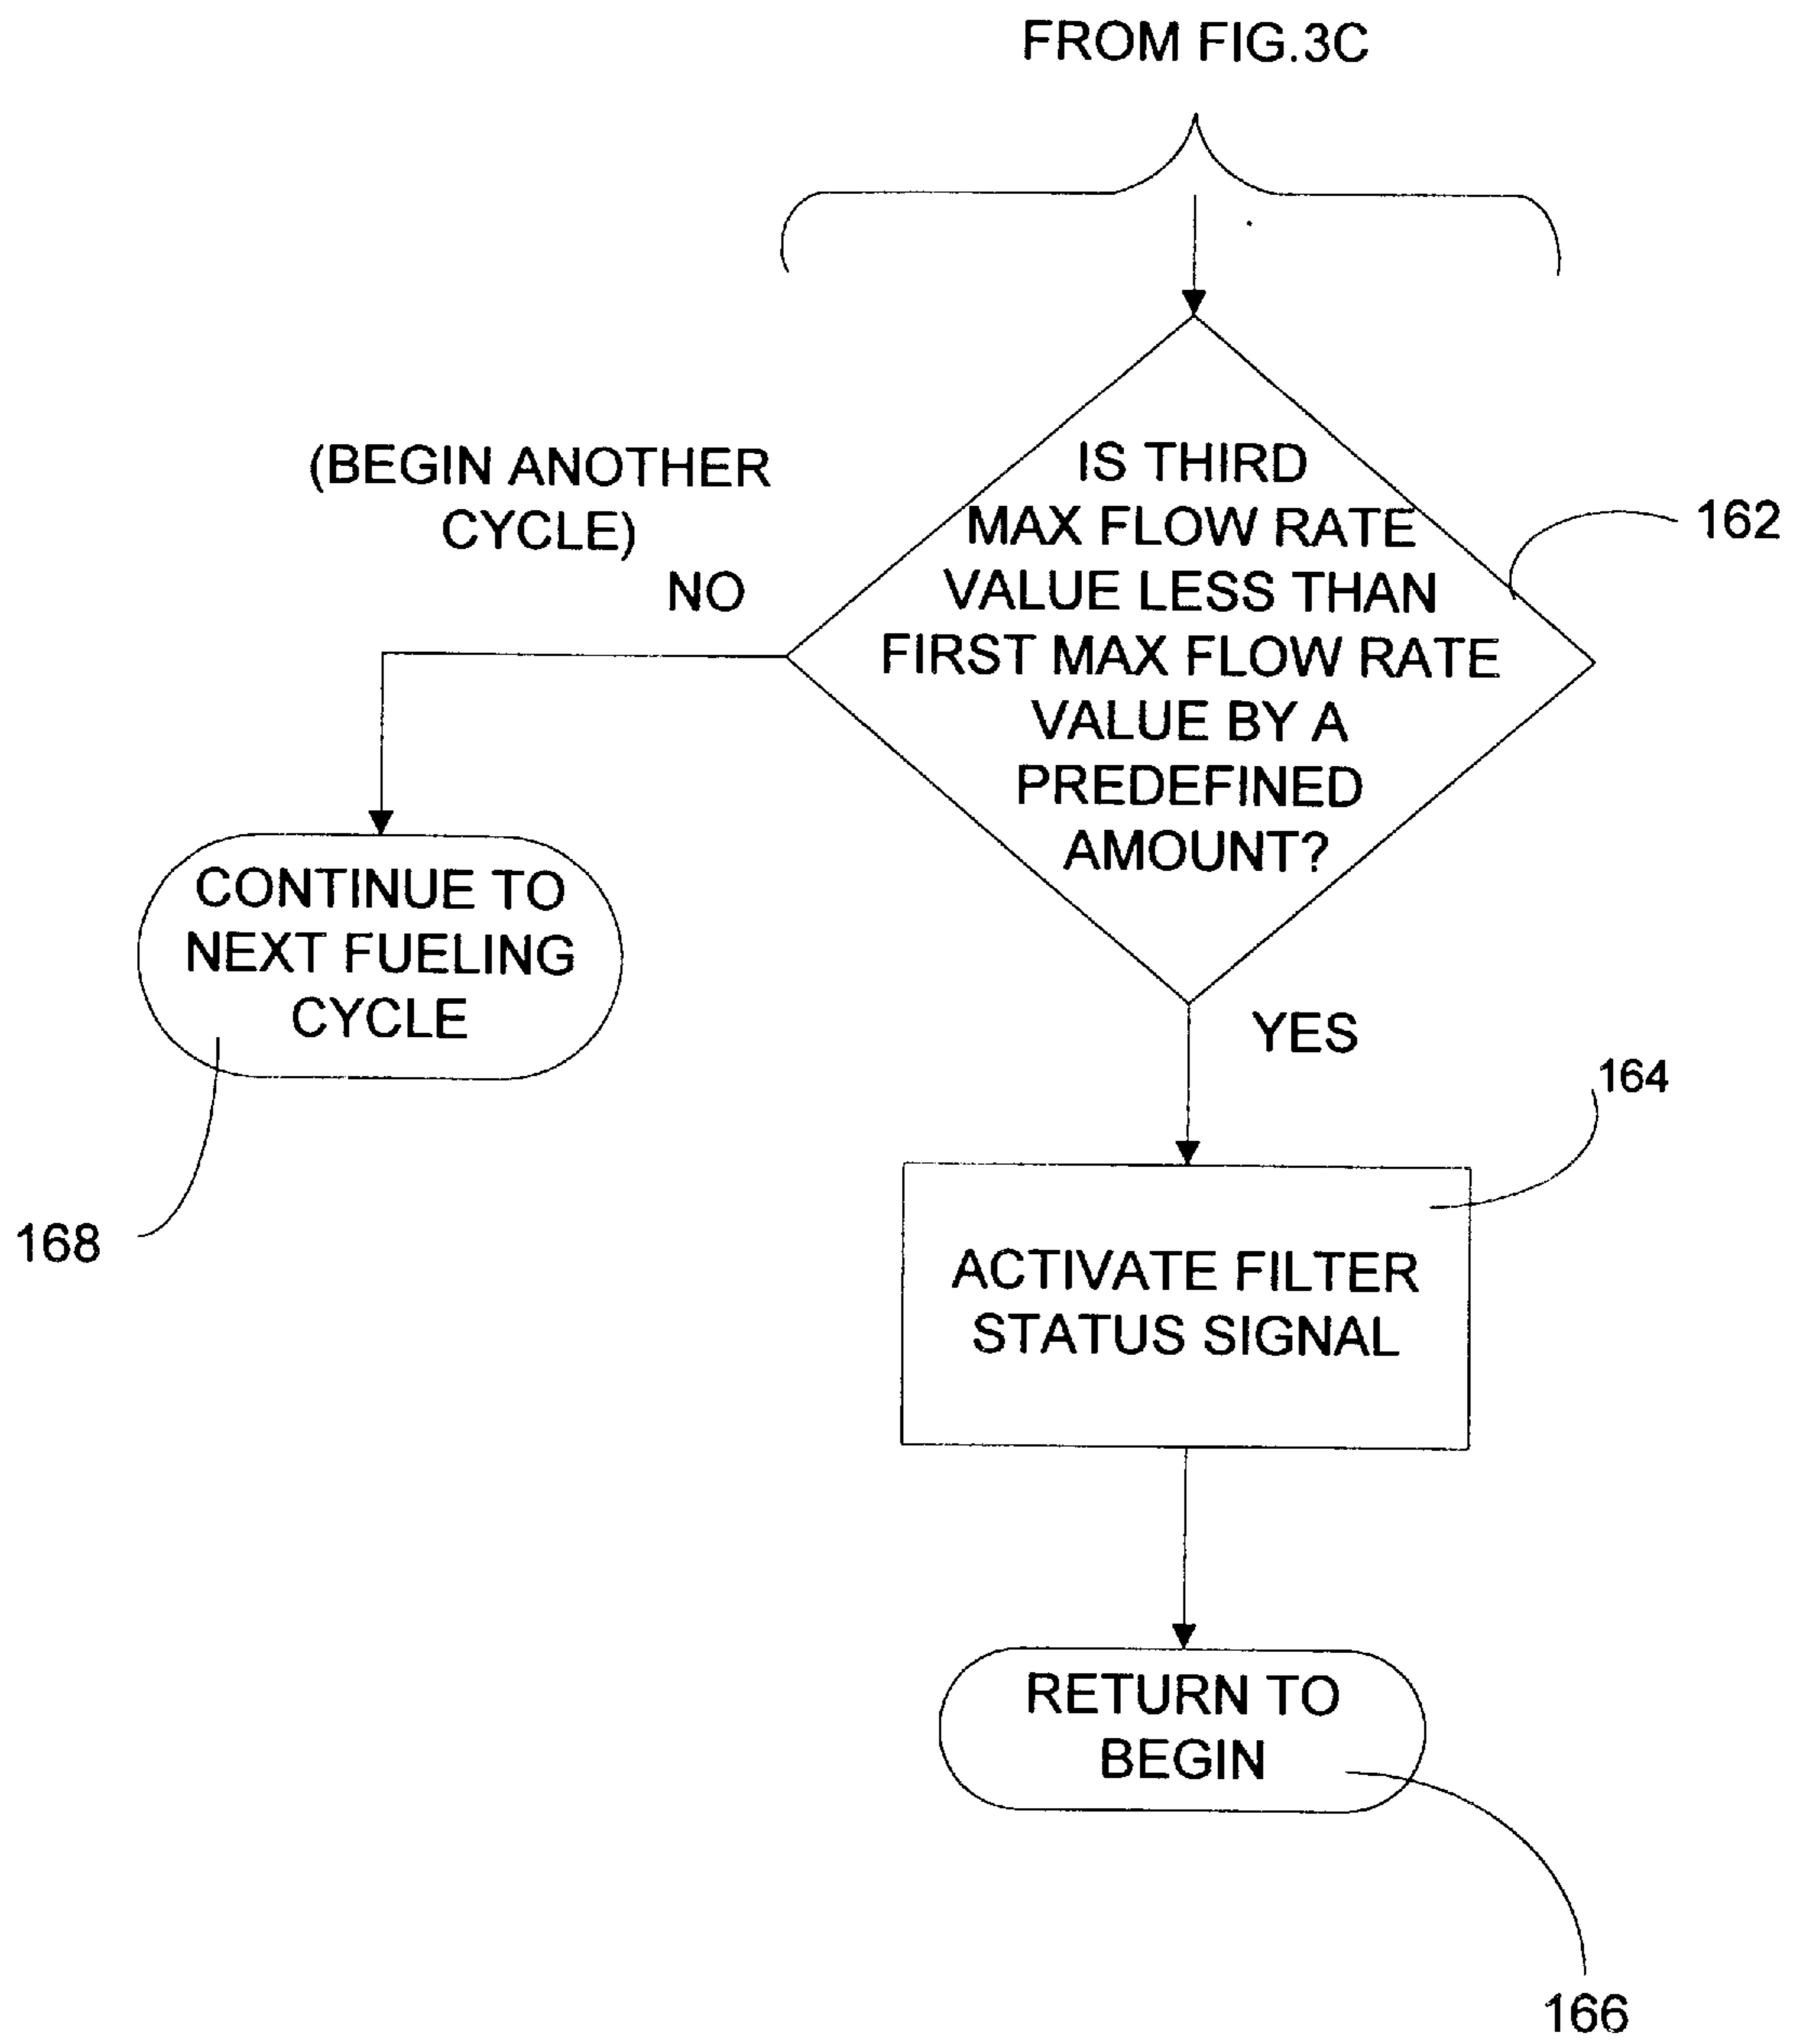 FROM FIG.3C
IS THIRD
MAX FLOW RATE
VALUE LESS THAN
FIRST MAX FLOW RATE
VALUE BY A
PREDEFINED
AMOUNT?
162
(BEGIN ANOTHER
CYCLE)
NO
CONTINUE TO
NEXT FUELING
CYCLE
168
YES
164
ACTIVATE FILTER
STATUS SIGNAL
RETURN TO
BEGIN
166